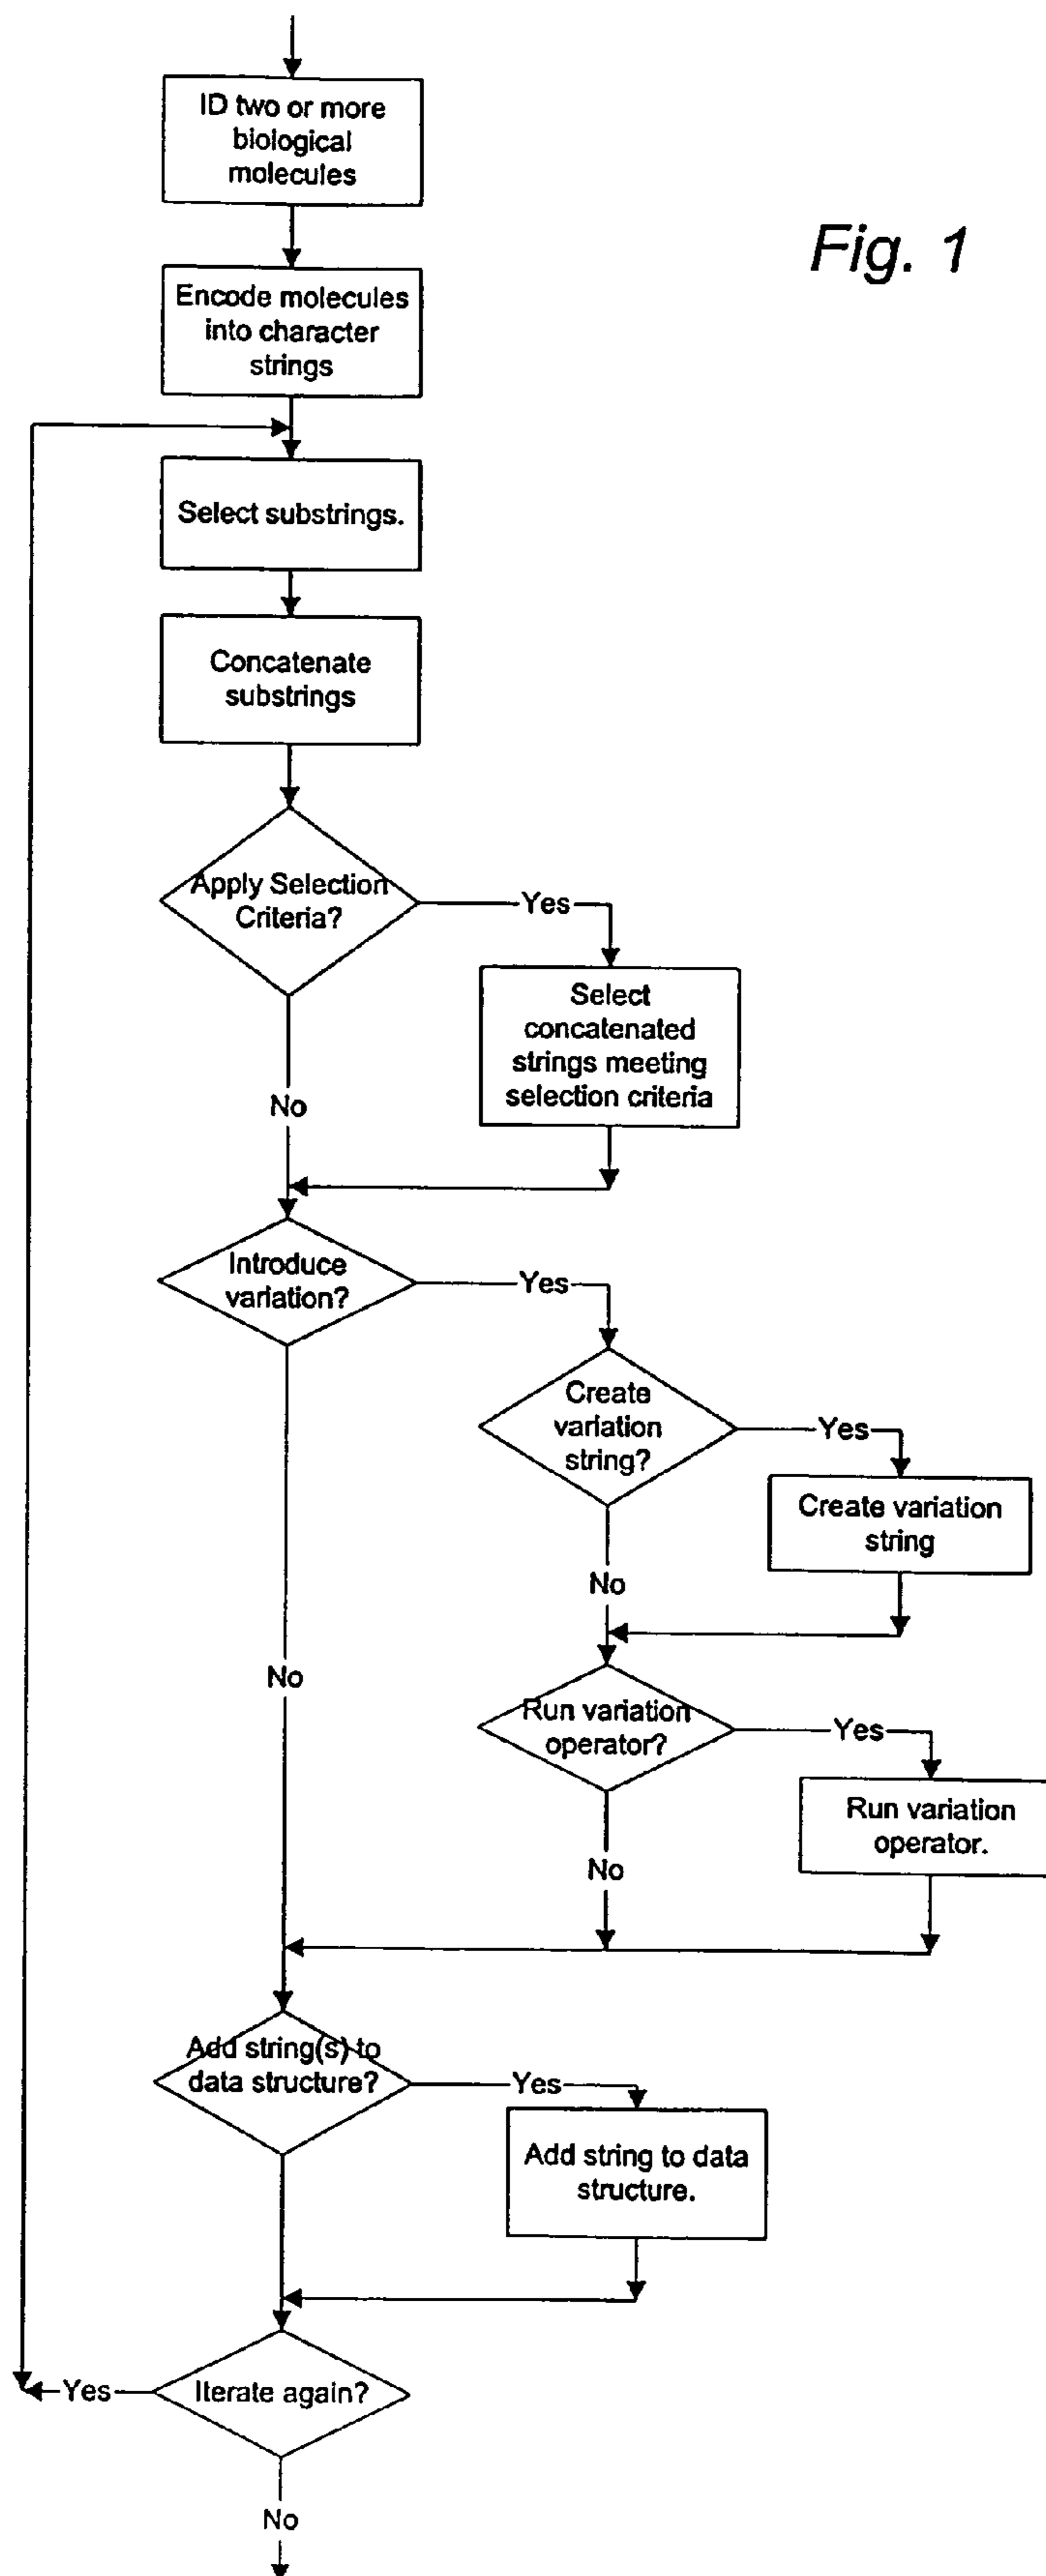 ID two or more
biological
molecules
Fig. 1
Encode molecules
into character
strings
Select substrings.
Concatenate
substrings
Apply Selection
Criteria?
Yes
Select
concatenated
strings meeting
selection criteria
No
Introduce
variation?
Yes
Create
variation
string?
Yes
Create variation
string
No
No
Run variation
operator?
Yes
Run variation
operator.
No
Add string(s) to
data structure?
Yes
Add string to data
structure.
Iterate again?
Yes
No